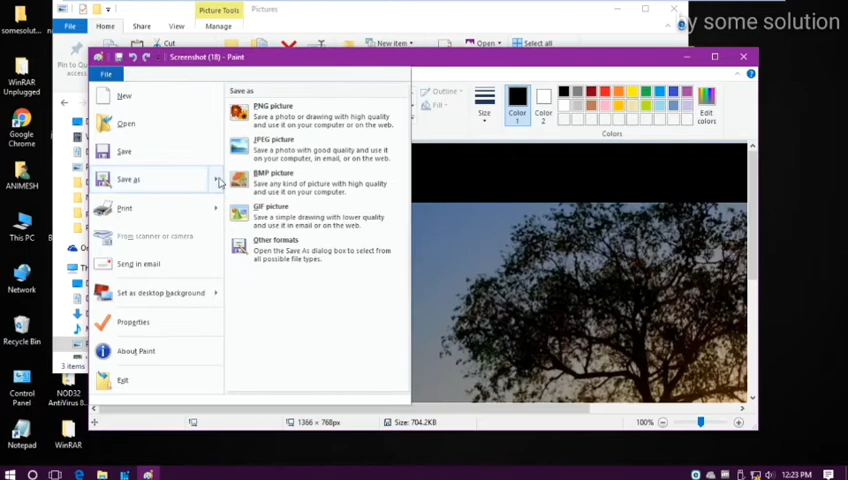 by some solution
Picture Tools
Pictures
File
Home
Share
View
Manage
Pin to Quick
access
Cut
New item
Open
Select all
Screenshot (18) - Paint
File
New
Open
Save
Save as
Print
From scanner or camera
Send in email
Set as desktop background
Properties
About Paint
Exit
Save as
PNG picture
Save a photo or drawing with high quality
and use it on your computer or on the web.
JPEG picture
Save a photo with good quality and use it
on your computer, in email, or on the web.
BMP picture
Save any kind of picture with high quality
and use it on your computer.
GIF picture
Save a simple drawing with lower quality
and use it in email or on the web.
Other formats
Open the Save As dialog box to select from
all possible file types.
Outline
Fill
Size
Color
1
Color
2
Edit
colors
Colors
3 items
1366 × 768px
Size: 704.2KB
100%
somesolut...
WinRAR
Unplugged
Google
Chrome
ANIMESH
This PC
Network
Recycle Bin
Control
Panel
NOD32
AntiVirus 8...
Notepad
WinRAR
12:23 PM